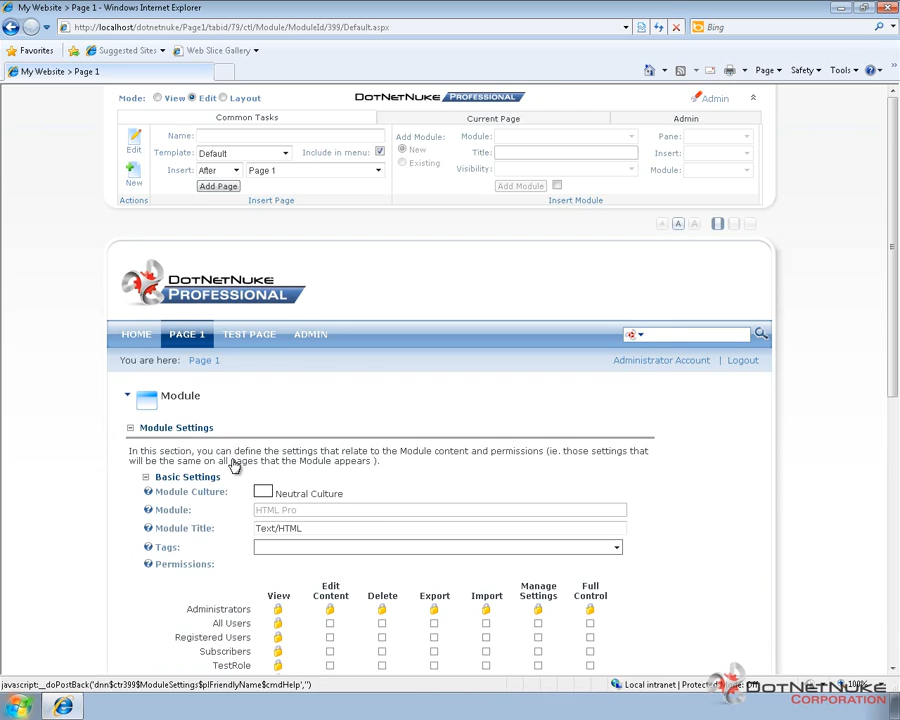 My Website > Page 1 - Windows Internet Explorer
http://localhost/dotnetnuke/Page1/tabid/79/ctl/Module/ModuleId/399/Default.aspx
Bing
Favorites Suggested Sites Web Slice Gallery
My Website > Page 1
Page Safety Tools
Mode: View Edit Layout
DOTNETNUKE PROFESSIONAL
Admin
Common Tasks Current Page Admin
Edit
New
Actions
Name:
Template: Default Include in menu:
Insert: After Page 1
Add Page
Insert Page
Add Module:
New
Existing
Module:
Title:
Visibility:
Add Module
Pane:
Insert:
Module:
Insert Module
A A A
DOTNETNUKE
PROFESSIONAL
HOME PAGE 1 TEST PAGE ADMIN
You are here: Page 1
Administrator Account | Logout
Module
Module Settings
In this section, you can define the settings that relate to the Module content and permissions (ie. those settings that
will be the same on all pages that the Module appears ).
Basic Settings
Module Culture: Neutral Culture
Module: HTML Pro
Module Title: Text/HTML
Tags:
Permissions:
View Edit Content Delete Export Import Manage Settings Full Control
Administrators
All Users
Registered Users
Subscribers
TestRole
javascript:__doPostBack('dnn$ctr399$ModuleSettings$plFriendlyName$cmdHelp','')
Local intranet | Protected Mode: Off
100%
DOTNETNUKE
CORPORATION